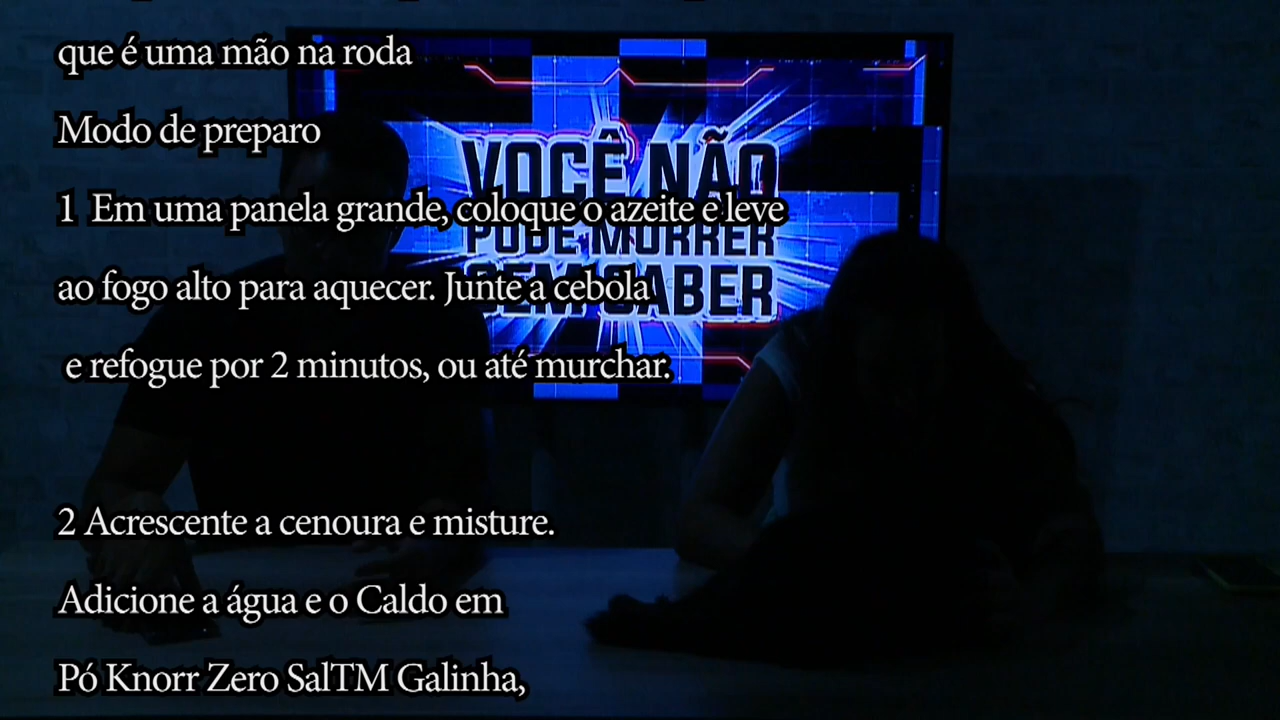 que é uma mão na roda
Modo de preparo
VOCÊ NÃO
1 Em uma panela grande, coloque o azeite e leve
PODE MORRER
ao fogo alto para aquecer. Junte a cebola
SEM SABER
e refogue por 2 minutos, ou até murchar.
2 Acrescente a cenoura e misture.
Adicione a água e o Caldo em
Pó Knorr Zero SalTM Galinha,